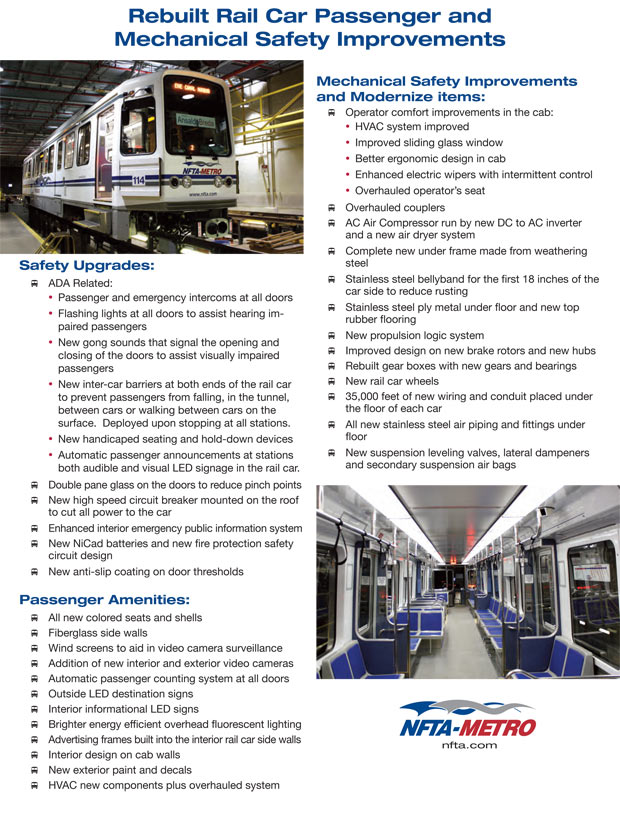 Rebuilt Rail Car Passenger and
Mechanical Safety Improvements
Ansaldo Breda
114
NFTA-METRO
www.nfta.com
Safety Upgrades:
ADA Related:
• Passenger and emergency intercoms at all doors
• Flashing lights at all doors to assist hearing im-
paired passengers
• New gong sounds that signal the opening and
closing of the doors to assist visually impaired
passengers
• New inter-car barriers at both ends of the rail car
to prevent passengers from falling, in the tunnel,
between cars or walking between cars on the
surface. Deployed upon stopping at all stations.
• New handicaped seating and hold-down devices
• Automatic passenger announcements at stations
both audible and visual LED signage in the rail car.
Double pane glass on the doors to reduce pinch points
New high speed circuit breaker mounted on the roof
to cut all power to the car
Enhanced interior emergency public information system
New NiCad batteries and new fire protection safety
circuit design
New anti-slip coating on door thresholds
Passenger Amenities:
All new colored seats and shells
Fiberglass side walls
Wind screens to aid in video camera surveillance
Addition of new interior and exterior video cameras
Automatic passenger counting system at all doors
Outside LED destination signs
Interior informational LED signs
Brighter energy efficient overhead fluorescent lighting
Advertising frames built into the interior rail car side walls
Interior design on cab walls
New exterior paint and decals
HVAC new components plus overhauled system
Mechanical Safety Improvements
and Modernize items:
Operator comfort improvements in the cab:
• HVAC system improved
• Improved sliding glass window
• Better ergonomic design in cab
• Enhanced electric wipers with intermittent control
• Overhauled operator's seat
Overhauled couplers
AC Air Compressor run by new DC to AC inverter
and a new air dryer system
Complete new under frame made from weathering
steel
Stainless steel bellyband for the first 18 inches of the
car side to reduce rusting
Stainless steel ply metal under floor and new top
rubber flooring
New propulsion logic system
Improved design on new brake rotors and new hubs
Rebuilt gear boxes with new gears and bearings
New rail car wheels
35,000 feet of new wiring and conduit placed under
the floor of each car
All new stainless steel air piping and fittings under
floor
New suspension leveling valves, lateral dampeners
and secondary suspension air bags
NFTA-METRO
nfta.com